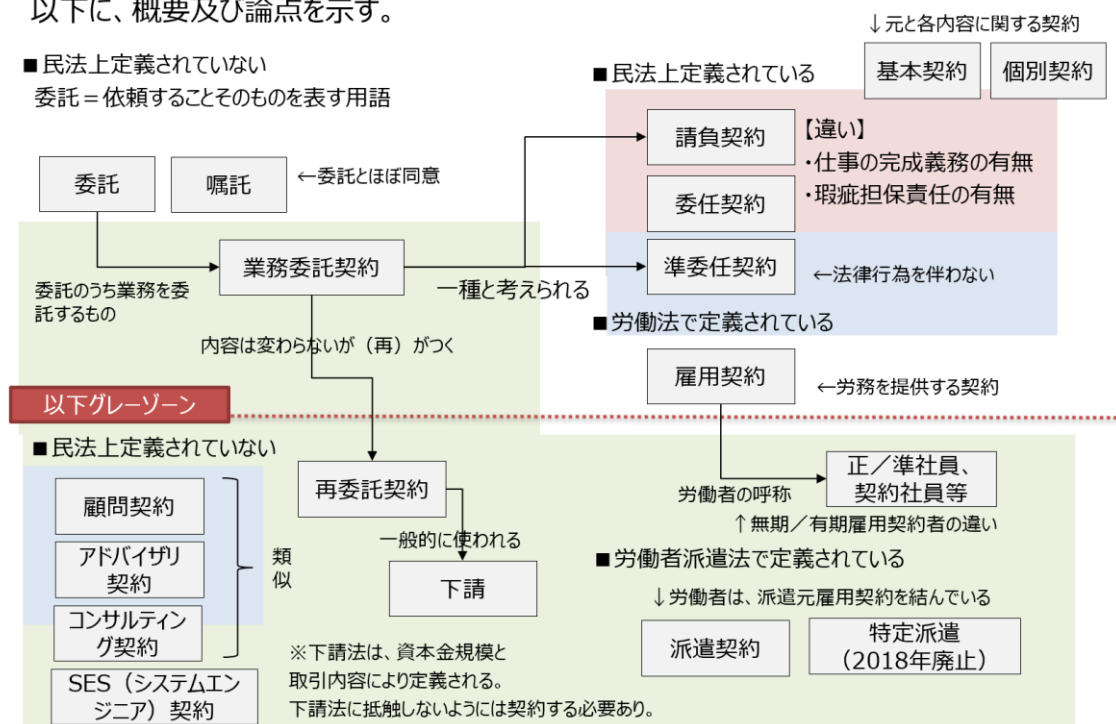 以下に、概要及び論点を示す。
↓元と各内容に関する契約
基本契約
個別契約
■民法上定義されていない
委託＝依頼することそのものを表す用語
■民法上定義されている
請負契約
【違い】
・仕事の完成義務の有無
・瑕疵担保責任の有無
委任契約
委託
嘱託
←委託とほぼ同意
業務委託契約
一種と考えられる
準委任契約
←法律行為を伴わない
委託のうち業務を委
託するもの
内容は変わらないが（再）がつく
■労働法で定義されている
雇用契約
←労務を提供する契約
以下グレーゾーン
■民法上定義されていない
顧問契約
アドバイザリ
契約
コンサルティン
グ契約
SES（システムエン
ジニア）契約
類
似
再委託契約
一般的に使われる
下請
※下請法は、資本金規模と
取引内容により定義される。
下請法に抵触しないようには契約する必要あり。
労働者の呼称
正／準社員、
契約社員等
↑無期／有期雇用契約者の違い
■労働者派遣法で定義されている
↓労働者は、派遣元雇用契約を結んでいる
派遣契約
特定派遣
（2018年廃止）